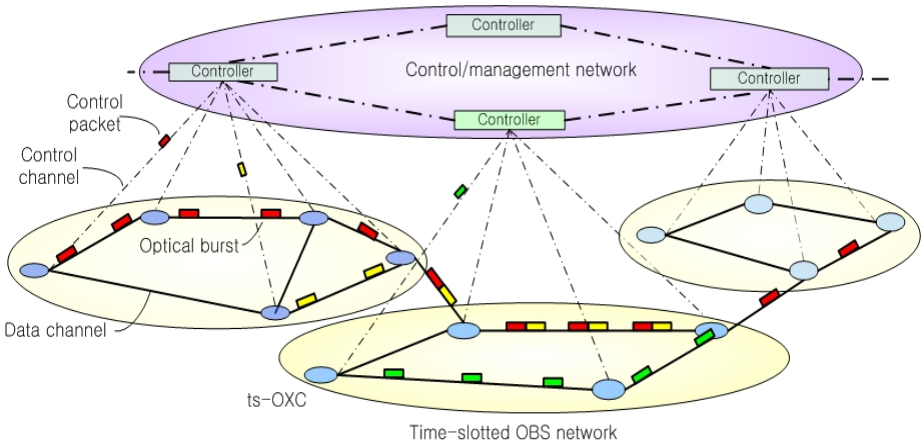 Controller
Controller
Control/management network
Controller
Controller
Control
packet
Control
channel
Optical burst
Data channel
ts-OXC
Time-slotted OBS network